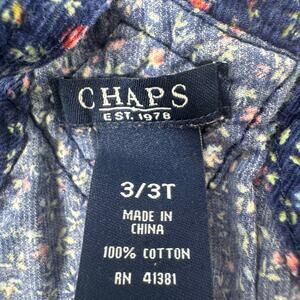 CHAPS
EST. 1978
3/3T
MADE IN
CHINA
100% COTTON
RN 41381